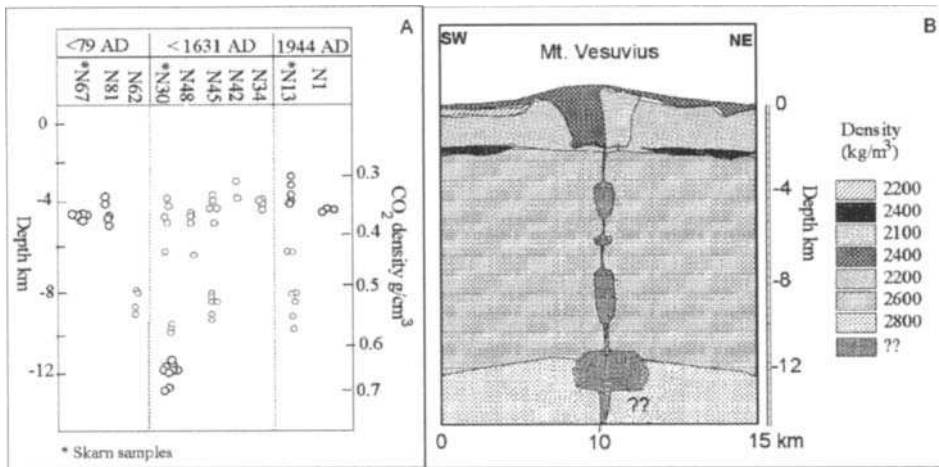 A
<79 AD <1631 AD 1944 AD
*N67 N81 N62 *N30 N48 N45 N42 N34 *N13 N1
0
-4
-8
-12
Depth km
0.3
0.4
0.5
0.6
0.7
CO2 density g/cm3
* Skarn samples
B
SW NE
Mt. Vesuvius
0
-4
-8
-12
Depth km
??
0 10 15 km
Density
(kg/m3)
2200
2400
2100
2400
2200
2600
2800
??